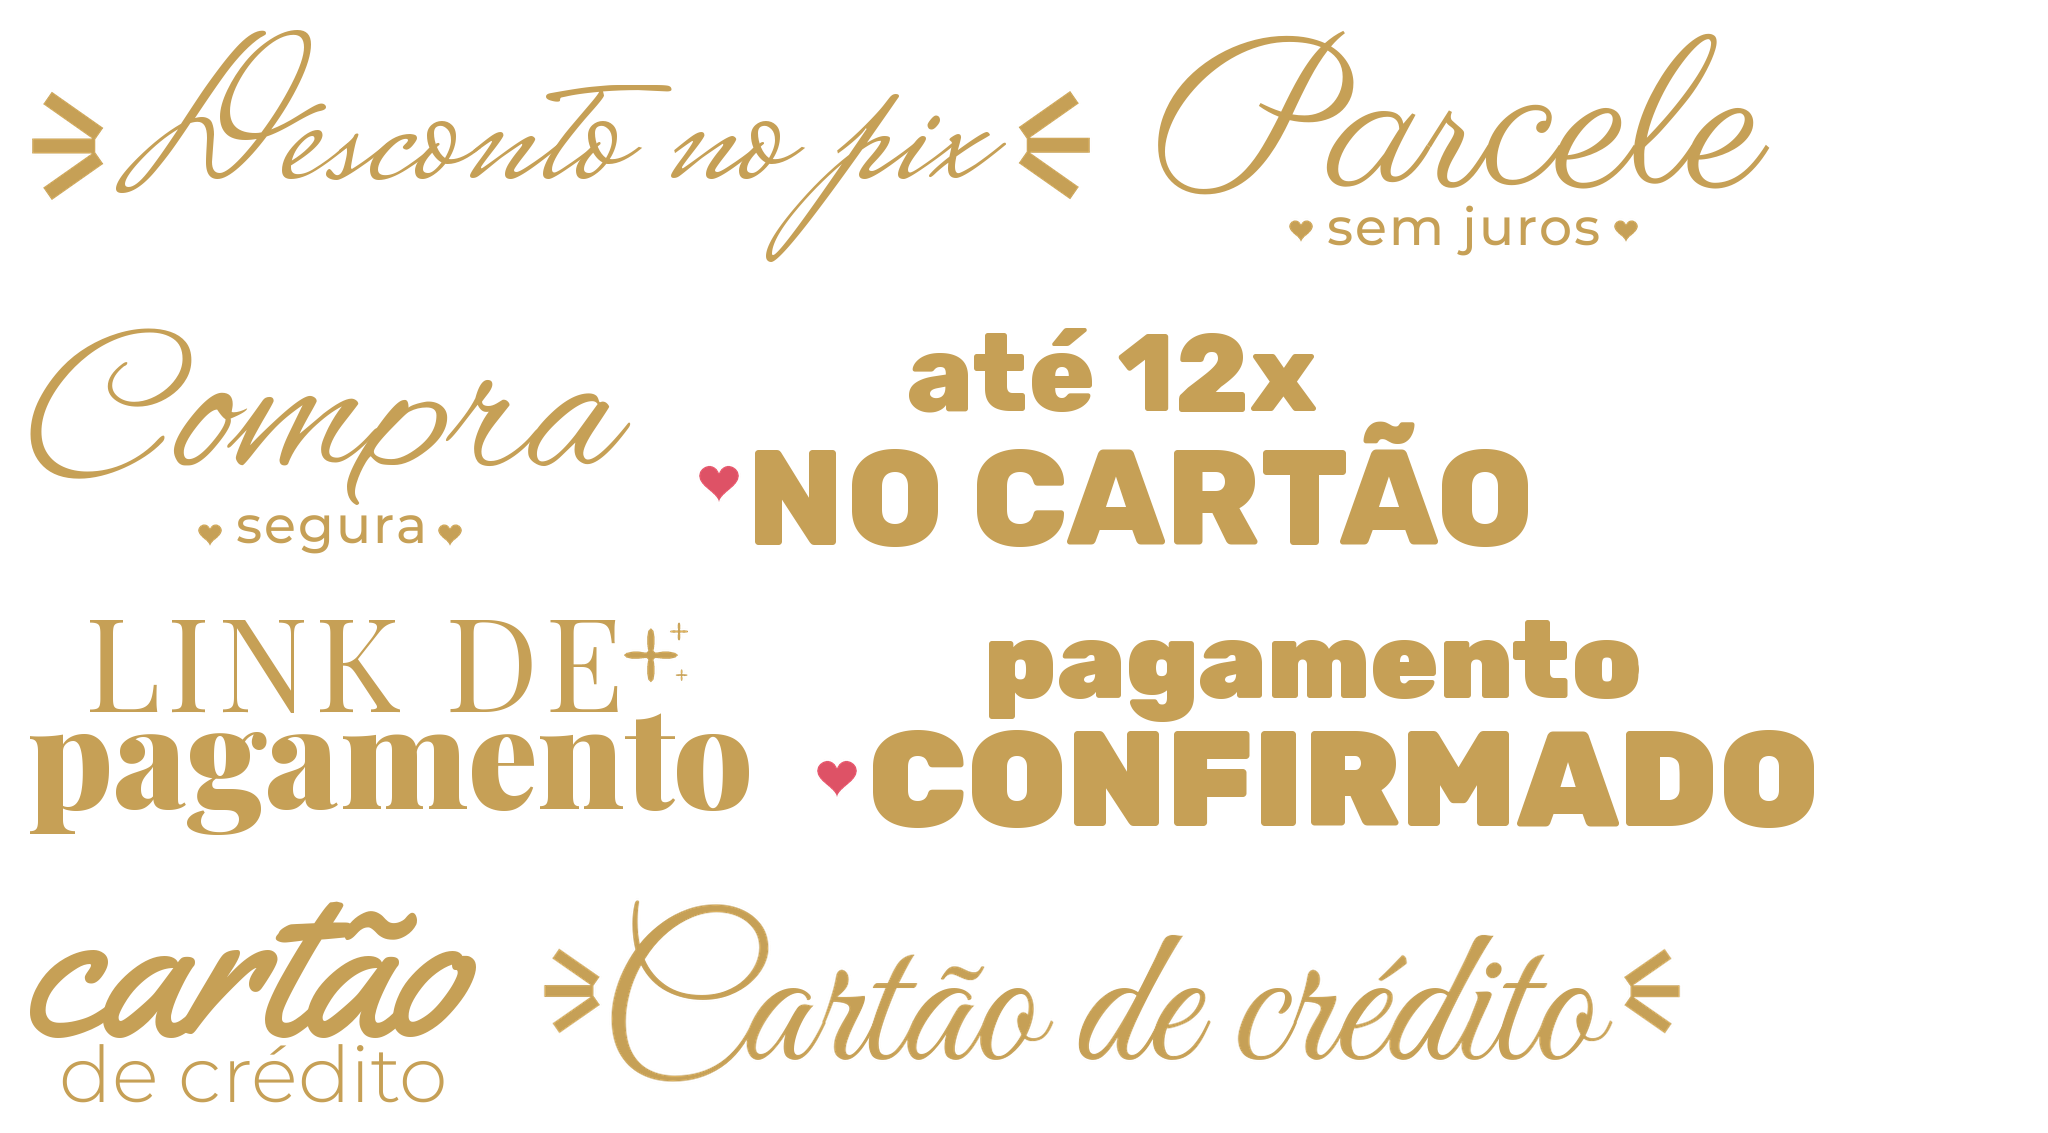 Desconto no pix
Parcele
sem juros
Compra
segura
até 12x
NO CARTÃO
LINK DE
pagamento
pagamento
CONFIRMADO
cartão
de crédito
Cartão de crédito